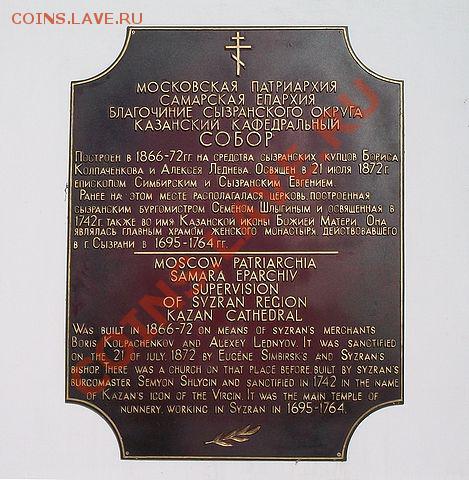 COINS.LAVE.RU
МОСКОВСКАЯ ПАТРИАРХИЯ
САМАРСКАЯ ЕПАРХИЯ
БЛАГОЧИНИЕ СЫЗРАНСКОГО ОКРУГА
КАЗАНСКИЙ КАФЕДРАЛЬНЫЙ
СОБОР
ПОСТРОЕН В 1866-72ГГ. НА СРЕДСТВА СЫЗРАНСКИХ КУПЦОВ БОРИСА
КОЛПАЧЕНКОВА И АЛЕКСЕЯ ЛЕДНЕВА. ОСВЯЩЕН В 21 ИЮЛЯ 1872Г.
ЕПИСКОПОМ СИМБИРСКИМ И СЫЗРАНСКИМ ЕВГЕНИЕМ.
РАНЕЕ НА ЭТОМ МЕСТЕ РАСПОЛАГАЛАСЯ ЦЕРКОВЬ, ПОСТРОЕННАЯ
СЫЗРАНСКИМ БУРГОМИСТРОМ СЕМЕНОМ ШЛЫГИНЫМ И ОСВЯЩЕННАЯ В
1742Г. ТАКЖЕ ВО ИМЯ КАЗАНСКОЙ ИКОНЫ БОЖИЕЙ МАТЕРИ. ОНА
ЯВЛЯЛАСЬ ГЛАВНЫМ ХРАМОМ ЖЕНСКОГО МОНАСТЫРЯ ДЕЙСТВОВАВШЕГО
В Г.СЫЗРАНИ В 1695-1764 ГГ.
MOSCOW PATRIARCHIA
SAMARA EPARCHIV
SUPERVISION
OF SYZRAN REGION
KAZAN CATHEDRAL
WAS BUILT IN 1866-72 ON MEANS OF SYZRAN'S MERCHANTS
BORIS KOLPACHENKOV AND ALEXEY LEDNYOV. IT WAS SANCTIFIED
ON THE 21 OF JULY, 1872 BY EUGENE SIMBIRSK'S AND SYZRAN'S
BISHOP. THERE WAS A CHURCH ON THAT PLACE BEFORE, BUILT BY SYZRAN'S
BURGOMASTER SEMYON SHLYGIN AND SANCTIFIED IN 1742 IN THE NAME
OF KAZAN'S ICON OF THE VIRGIN. IT WAS THE MAIN TEMPLE OF
NUNNERY, WORKING IN SYZRAN IN 1695-1764.